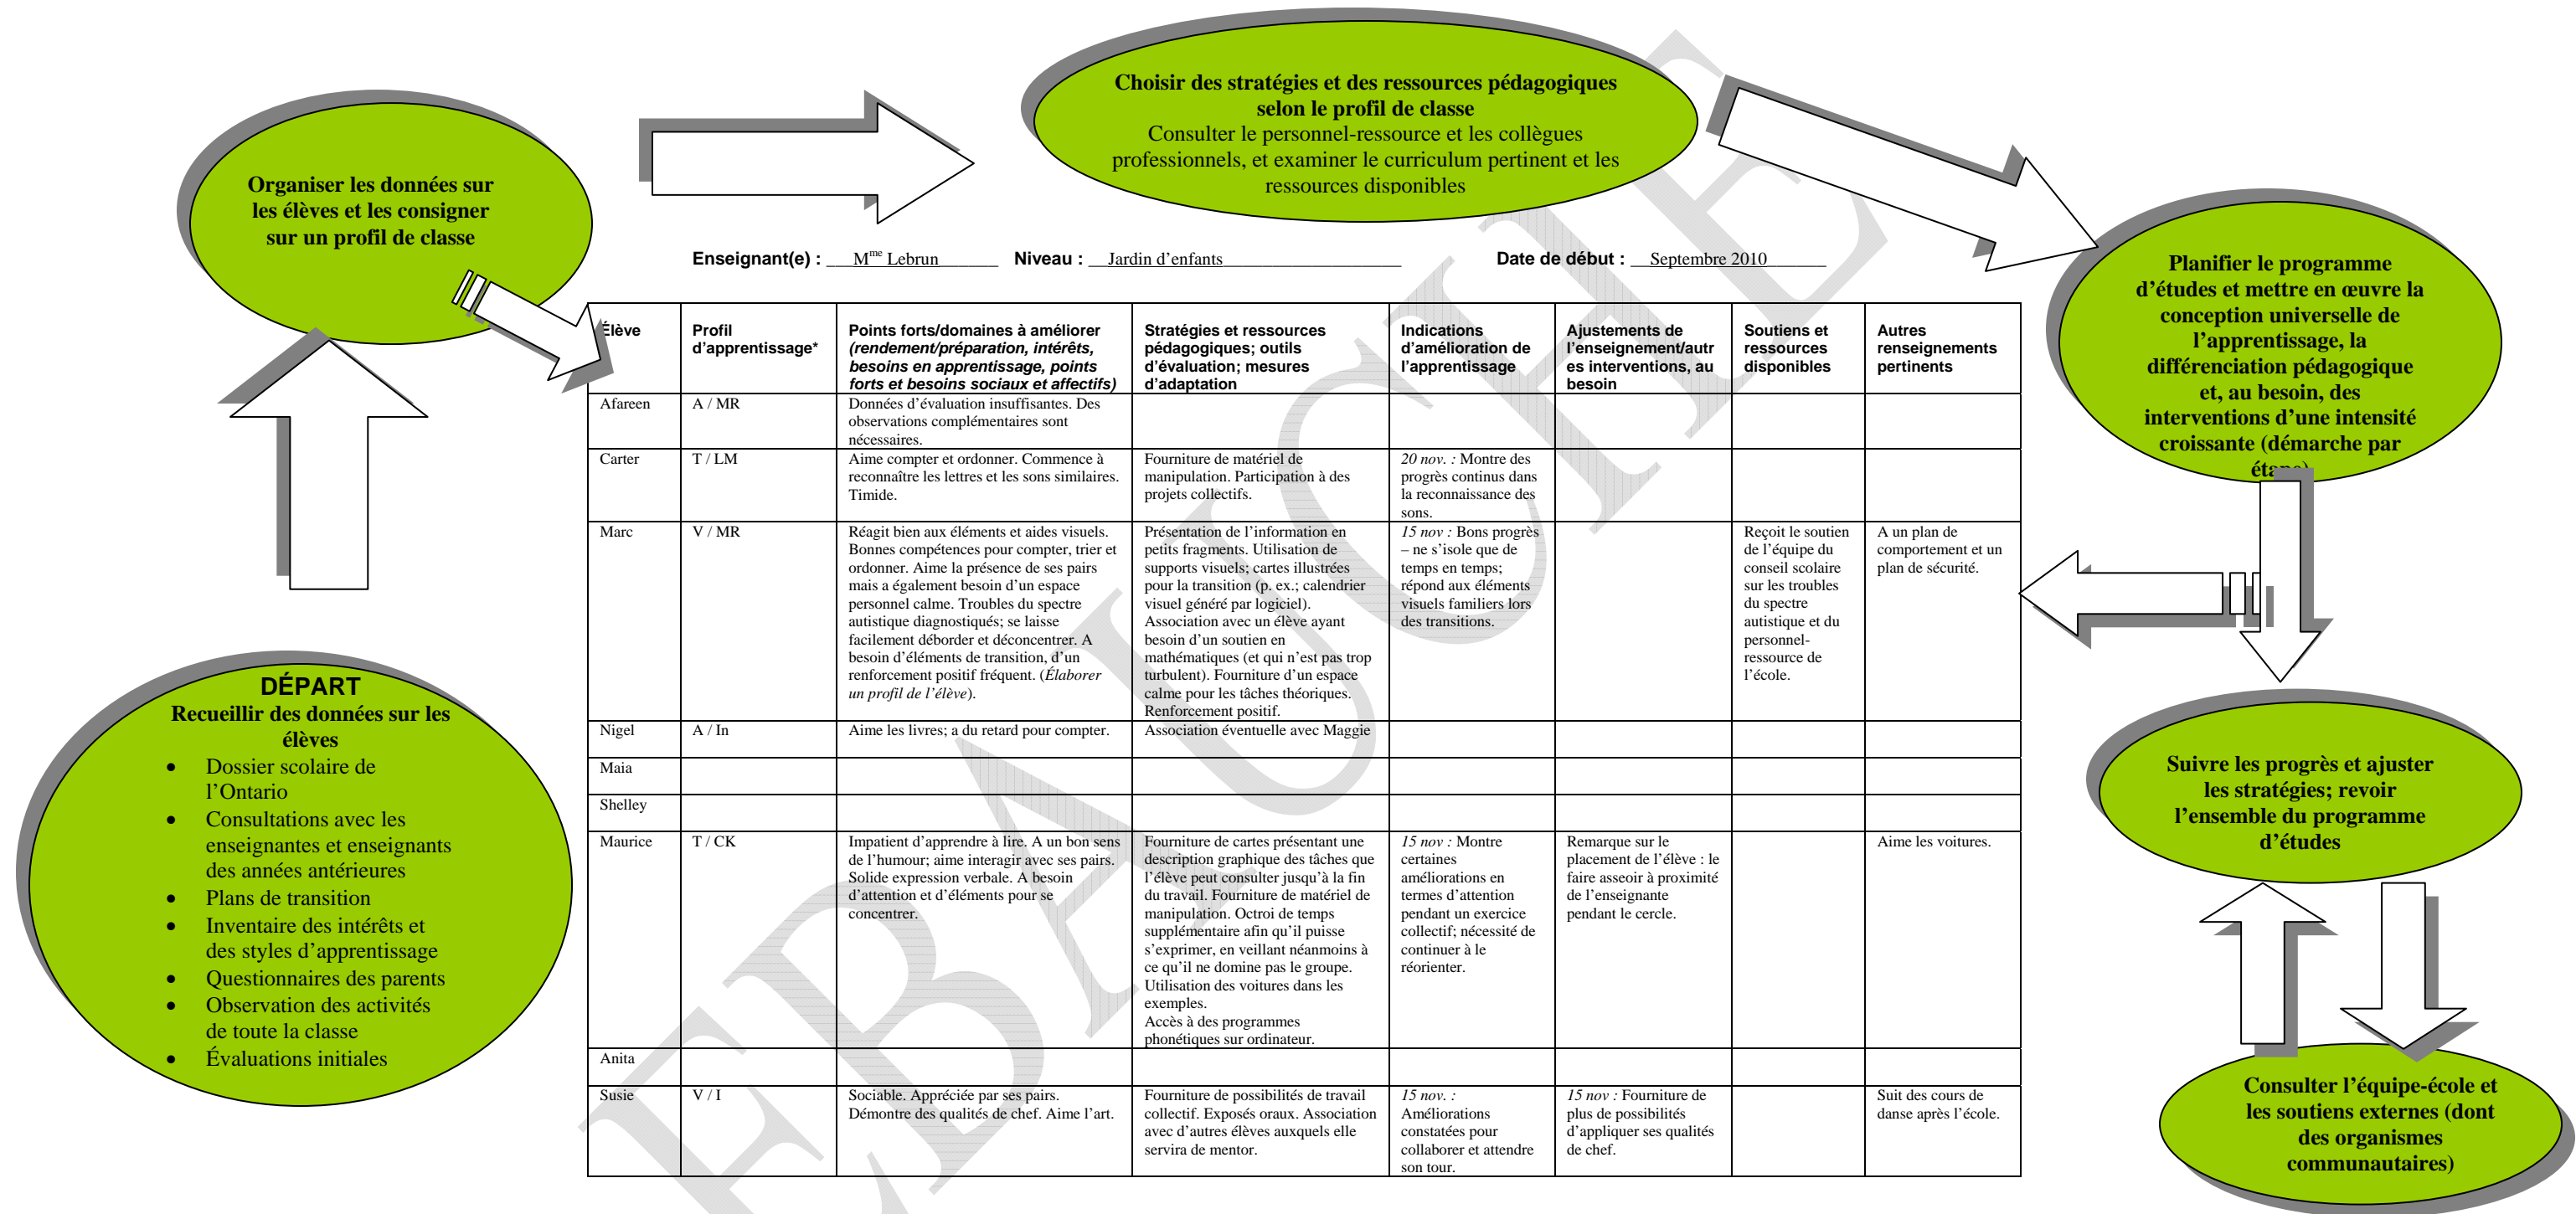 Choisir des stratégies et des ressources pédagogiques
selon le profil de classe
Consulter le personnel-ressource et les collègues
professionnels, et examiner le curriculum pertinent et les
ressources disponibles
Organiser les données sur
les élèves et les consigner
sur un profil de classe
Planifier le programme
d’études et mettre en œuvre la
conception universelle de
l’apprentissage, la
différenciation pédagogique
et, au besoin, des
interventions d’une intensité
croissante (démarche par
étape)
DÉPART
Recueillir des données sur les
élèves
• Dossier scolaire de
l’Ontario
• Consultations avec les
enseignantes et enseignants
des années antérieures
• Plans de transition
• Inventaire des intérêts et
des styles d’apprentissage
• Questionnaires des parents
• Observation des activités
de toute la classe
• Évaluations initiales
Suivre les progrès et ajuster
les stratégies; revoir
l’ensemble du programme
d’études
Consulter l’équipe-école et
les soutiens externes (dont
des organismes
communautaires)
Enseignant(e) : Mme Lebrun Niveau : Jardin d’enfants Date de début : Septembre 2010
Élève
Profil
d’apprentissage*
Points forts/domaines à améliorer
(rendement/préparation, intérêts,
besoins en apprentissage, points
forts et besoins sociaux et affectifs)
Stratégies et ressources
pédagogiques; outils
d’évaluation; mesures
d’adaptation
Indications
d’amélioration de
l’apprentissage
Ajustements de
l’enseignement/autr
es interventions, au
besoin
Soutiens et
ressources
disponibles
Autres
renseignements
pertinents
Afareen
A / MR
Données d’évaluation insuffisantes. Des
observations complémentaires sont
nécessaires.
Carter
T / LM
Aime compter et ordonner. Commence à
reconnaître les lettres et les sons similaires.
Timide.
Fourniture de matériel de
manipulation. Participation à des
projets collectifs.
20 nov. : Montre des
progrès continus dans
la reconnaissance des
sons.
Marc
V / MR
Réagit bien aux éléments et aides visuels.
Bonnes compétences pour compter, trier et
ordonner. Aime la présence de ses pairs
mais a également besoin d’un espace
personnel calme. Troubles du spectre
autistique diagnostiqués; se laisse
facilement déborder et déconcentrer. A
besoin d’éléments de transition, d’un
renforcement positif fréquent. (Élaborer
un profil de l’élève).
Présentation de l’information en
petits fragments. Utilisation de
supports visuels; cartes illustrées
pour la transition (p. ex.; calendrier
visuel généré par logiciel).
Association avec un élève ayant
besoin d’un soutien en
mathématiques (et qui n’est pas trop
turbulent). Fourniture d’un espace
calme pour les tâches théoriques.
Renforcement positif.
15 nov : Bons progrès
– ne s’isole que de
temps en temps;
répond aux éléments
visuels familiers lors
des transitions.
Reçoit le soutien
de l’équipe du
conseil scolaire
sur les troubles
du spectre
autistique et du
personnel-
ressource de
l’école.
A un plan de
comportement et un
plan de sécurité.
Nigel
A / In
Aime les livres; a du retard pour compter.
Association éventuelle avec Maggie
Maia
Shelley
Maurice
T / CK
Impatient d’apprendre à lire. A un bon sens
de l’humour; aime interagir avec ses pairs.
Solide expression verbale. A besoin
d’attention et d’éléments pour se
concentrer.
Fourniture de cartes présentant une
description graphique des tâches que
l’élève peut consulter jusqu’à la fin
du travail. Fourniture de matériel de
manipulation. Octroi de temps
supplémentaire afin qu’il puisse
s’exprimer, en veillant néanmoins à
ce qu’il ne domine pas le groupe.
Utilisation des voitures dans les
exemples.
Accès à des programmes
phonétiques sur ordinateur.
15 nov : Montre
certaines
améliorations en
termes d’attention
pendant un exercice
collectif; nécessité de
continuer à le
réorienter.
Remarque sur le
placement de l’élève : le
faire asseoir à proximité
de l’enseignante
pendant le cercle.
Aime les voitures.
Anita
Susie
V / I
Sociable. Appréciée par ses pairs.
Démontre des qualités de chef. Aime l’art.
Fourniture de possibilités de travail
collectif. Exposés oraux. Association
avec d’autres élèves auxquels elle
servira de mentor.
15 nov. :
Améliorations
constatées pour
collaborer et attendre
son tour.
15 nov : Fourniture de
plus de possibilités
d’appliquer ses qualités
de chef.
Suit des cours de
danse après l’école.
EBAUCHE